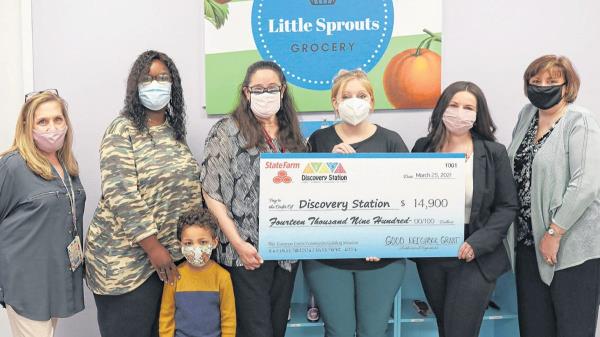 Little Sprouts
GROCERY
State Farm
Discovery Station
1001
Date March 25, 2021
Pay to
the Order Of Discovery Station $ 14,900
Fourteen Thousand Nine Hundred 00/100 Dollars
GOOD NEIGHBOR GRANT